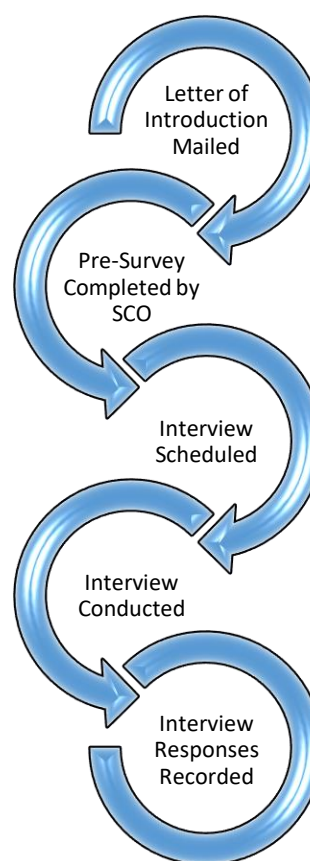 Letter of
Introduction
Mailed
Pre-Survey
Completed by
SCO
Interview
Scheduled
Interview
Conducted
Interview
Responses
Recorded